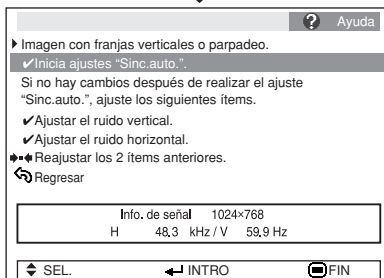 ? Ayuda
Imagen con franjas verticales o parpadeo.
✔Inicia ajustes “Sinc.auto.”.
Si no hay cambios después de realizar el ajuste
“Sinc.auto.”, ajuste los siguientes ítems.
✔Ajustar el ruido vertical.
✔Ajustar el ruido horizontal.
Reajustar los 2 ítems anteriores.
Regresar
Info. de señal 1024×768
H 48.3 kHz / V 59.9 Hz
SEL. INTRO FIN